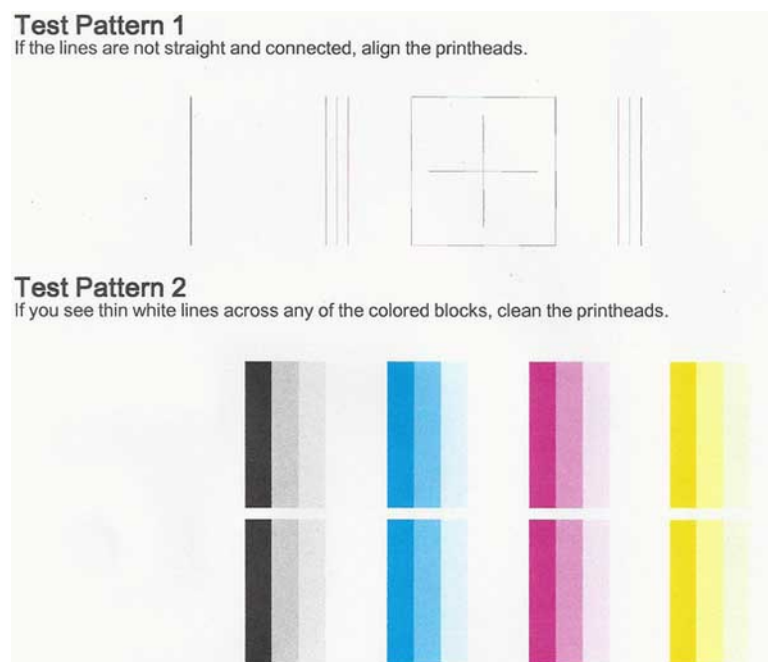 Test Pattern 1
If the lines are not straight and connected, align the printheads.
Test Pattern 2
If you see thin white lines across any of the colored blocks, clean the printheads.